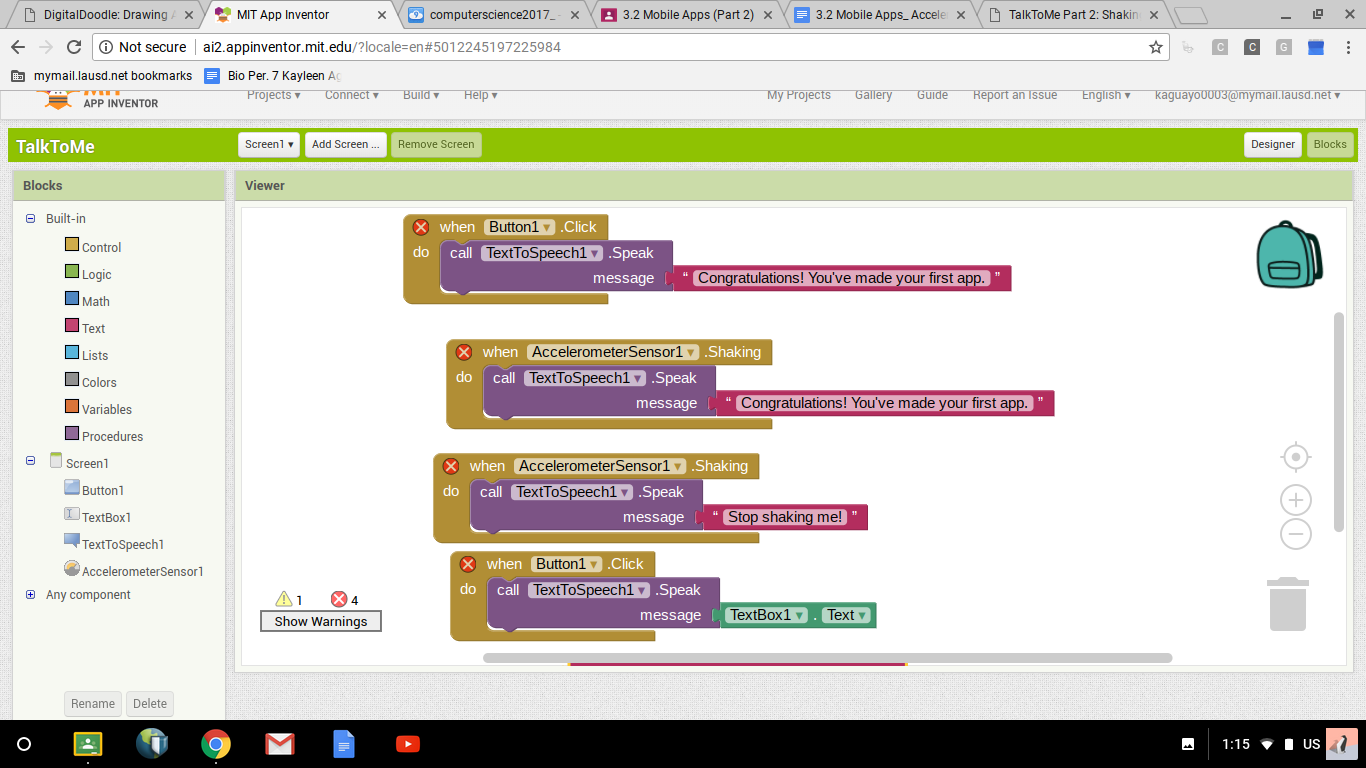 DigitalDoodle: Drawing A
MIT App Inventor
computerscience2017_
3.2 Mobile Apps (Part 2)
3.2 Mobile Apps_ Accele
TalkToMe Part 2: Shakin
Not secure ai2.appinventor.mit.edu/?locale=en#5012245197225984
mymail.lausd.net bookmarks Bio Per. 7 Kayleen Ag
MIT
APP INVENTOR
Projects Connect Build Help My Projects Gallery Guide Report an Issue English kaguayo0003@mymail.lausd.net
TalkToMe Screen1 Add Screen ... Remove Screen Designer Blocks
Blocks
Built-in
Control
Logic
Math
Text
Lists
Colors
Variables
Procedures
Screen1
Button1
TextBox1
TextToSpeech1
AccelerometerSensor1
Any component
Rename Delete
Viewer
when Button1 .Click
do call TextToSpeech1 .Speak
message “ Congratulations! You've made your first app. ”
when AccelerometerSensor1 .Shaking
do call TextToSpeech1 .Speak
message “ Congratulations! You've made your first app. ”
when AccelerometerSensor1 .Shaking
do call TextToSpeech1 .Speak
message “ Stop shaking me! ”
when Button1 .Click
do call TextToSpeech1 .Speak
message TextBox1 . Text
1 4
Show Warnings
1:15 US